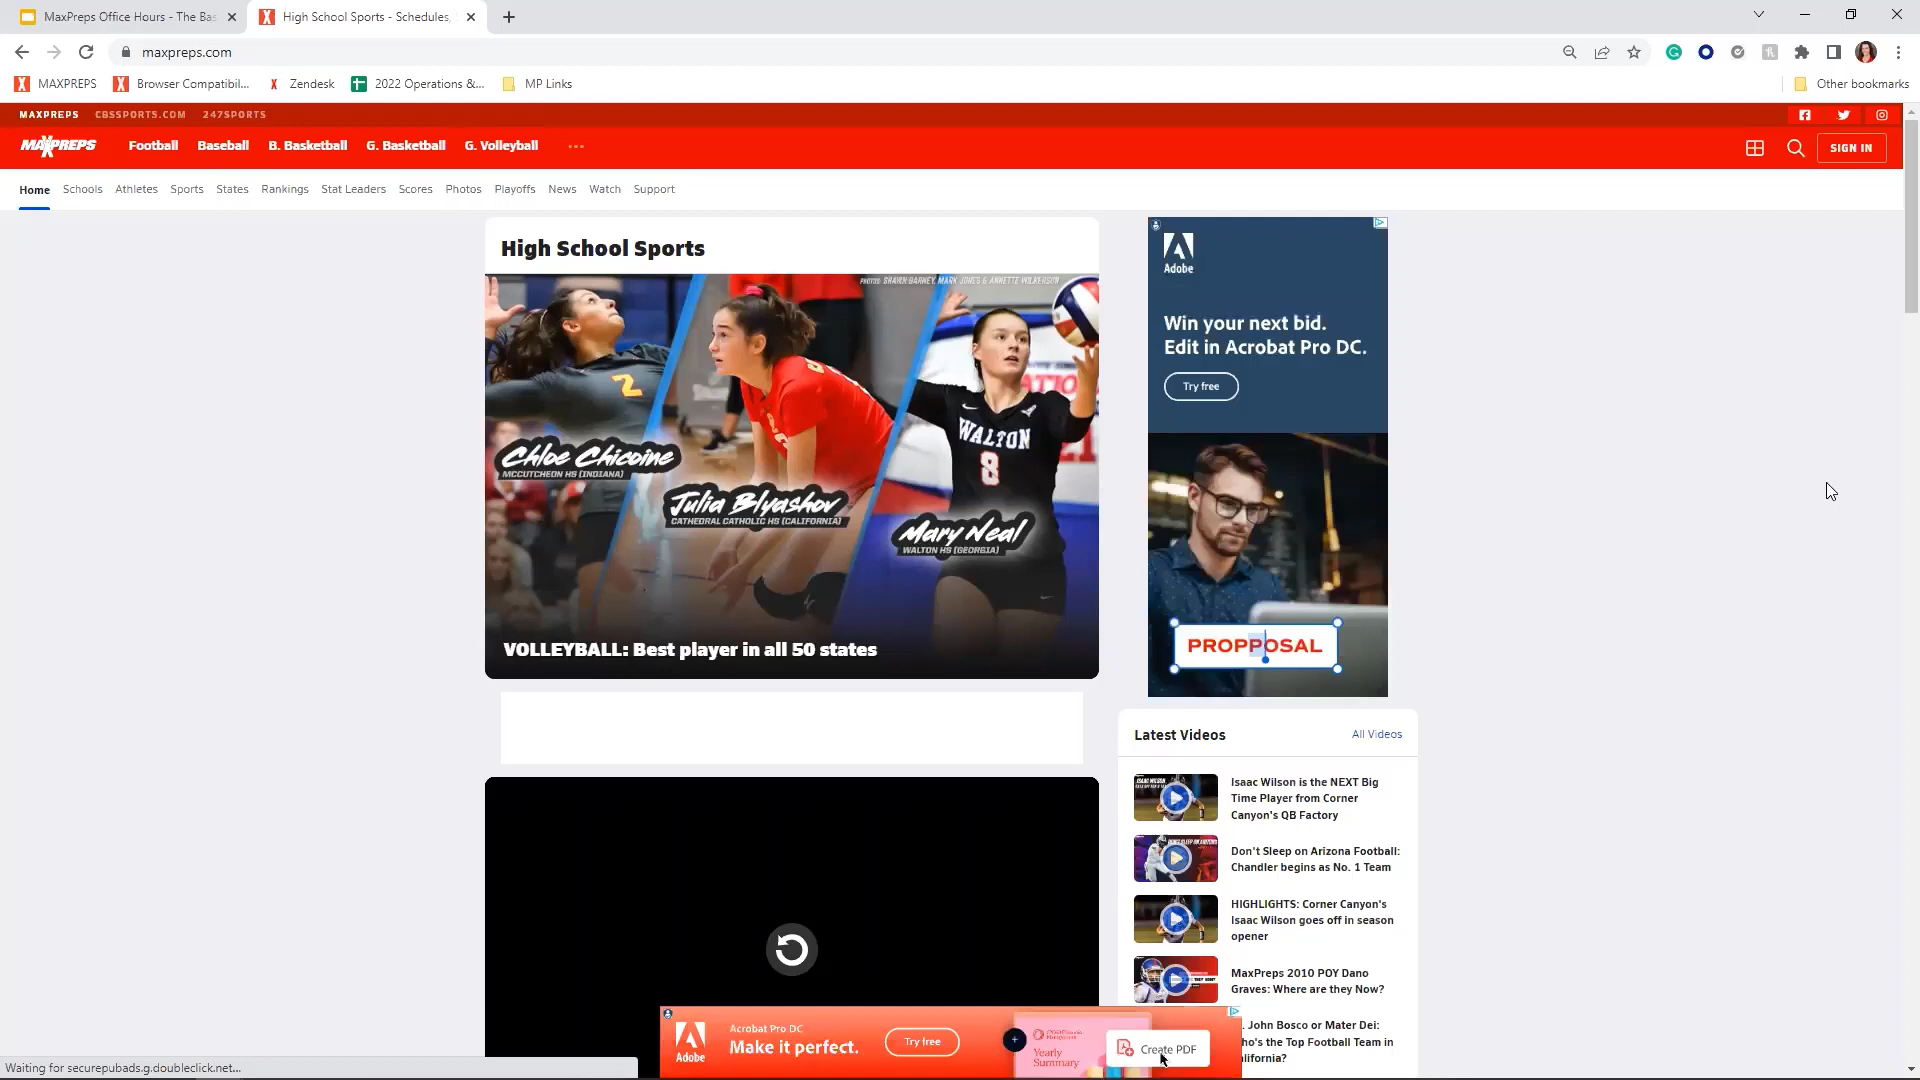 MaxPreps Office Hours - The Bas
High School Sports - Schedules,
maxpreps.com
MAXPREPS
Browser Compatibil...
Zendesk
2022 Operations &...
MP Links
Other bookmarks
MAXPREPS CBSSPORTS.COM 247SPORTS
MAXPREPS
Football Baseball B. Basketball G. Basketball G. Volleyball
SIGN IN
Home Schools Athletes Sports States Rankings Stat Leaders Scores Photos Playoffs News Watch Support
High School Sports
PHOTOS: SHAWN BARNEY, MARK JONES & ANNETTE WILKERSON
2
WALTON
8
Chloe Chicoine
MCCUTCHEON HS (INDIANA)
Julia Blyashov
CATHEDRAL CATHOLIC HS (CALIFORNIA)
Mary Neal
WALTON HS (GEORGIA)
VOLLEYBALL: Best player in all 50 states
Adobe
Win your next bid.
Edit in Acrobat Pro DC.
Try free
PROPPOSAL
Latest Videos
All Videos
Isaac Wilson is the NEXT Big
Time Player from Corner
Canyon's QB Factory
Don't Sleep on Arizona Football:
Chandler begins as No. 1 Team
HIGHLIGHTS: Corner Canyon's
Isaac Wilson goes off in season
opener
MaxPreps 2010 POY Dano
Graves: Where are they Now?
. John Bosco or Mater Dei:
ho's the Top Football Team in
lifornia?
Adobe
Acrobat Pro DC
Make it perfect.
Try free
Yearly
Summary
Create PDF
Waiting for securepubads.g.doubleclick.net...